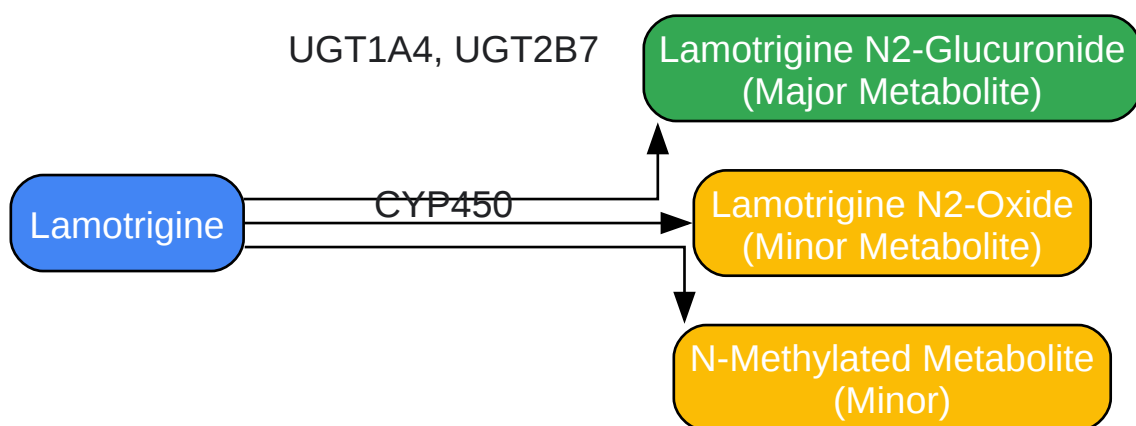 UGT1A4, UGT2B7
Lamotrigine N2-Glucuronide
(Major Metabolite)
Lamotrigine
CYP450
Lamotrigine N2-Oxide
(Minor Metabolite)
N-Methylated Metabolite
(Minor)